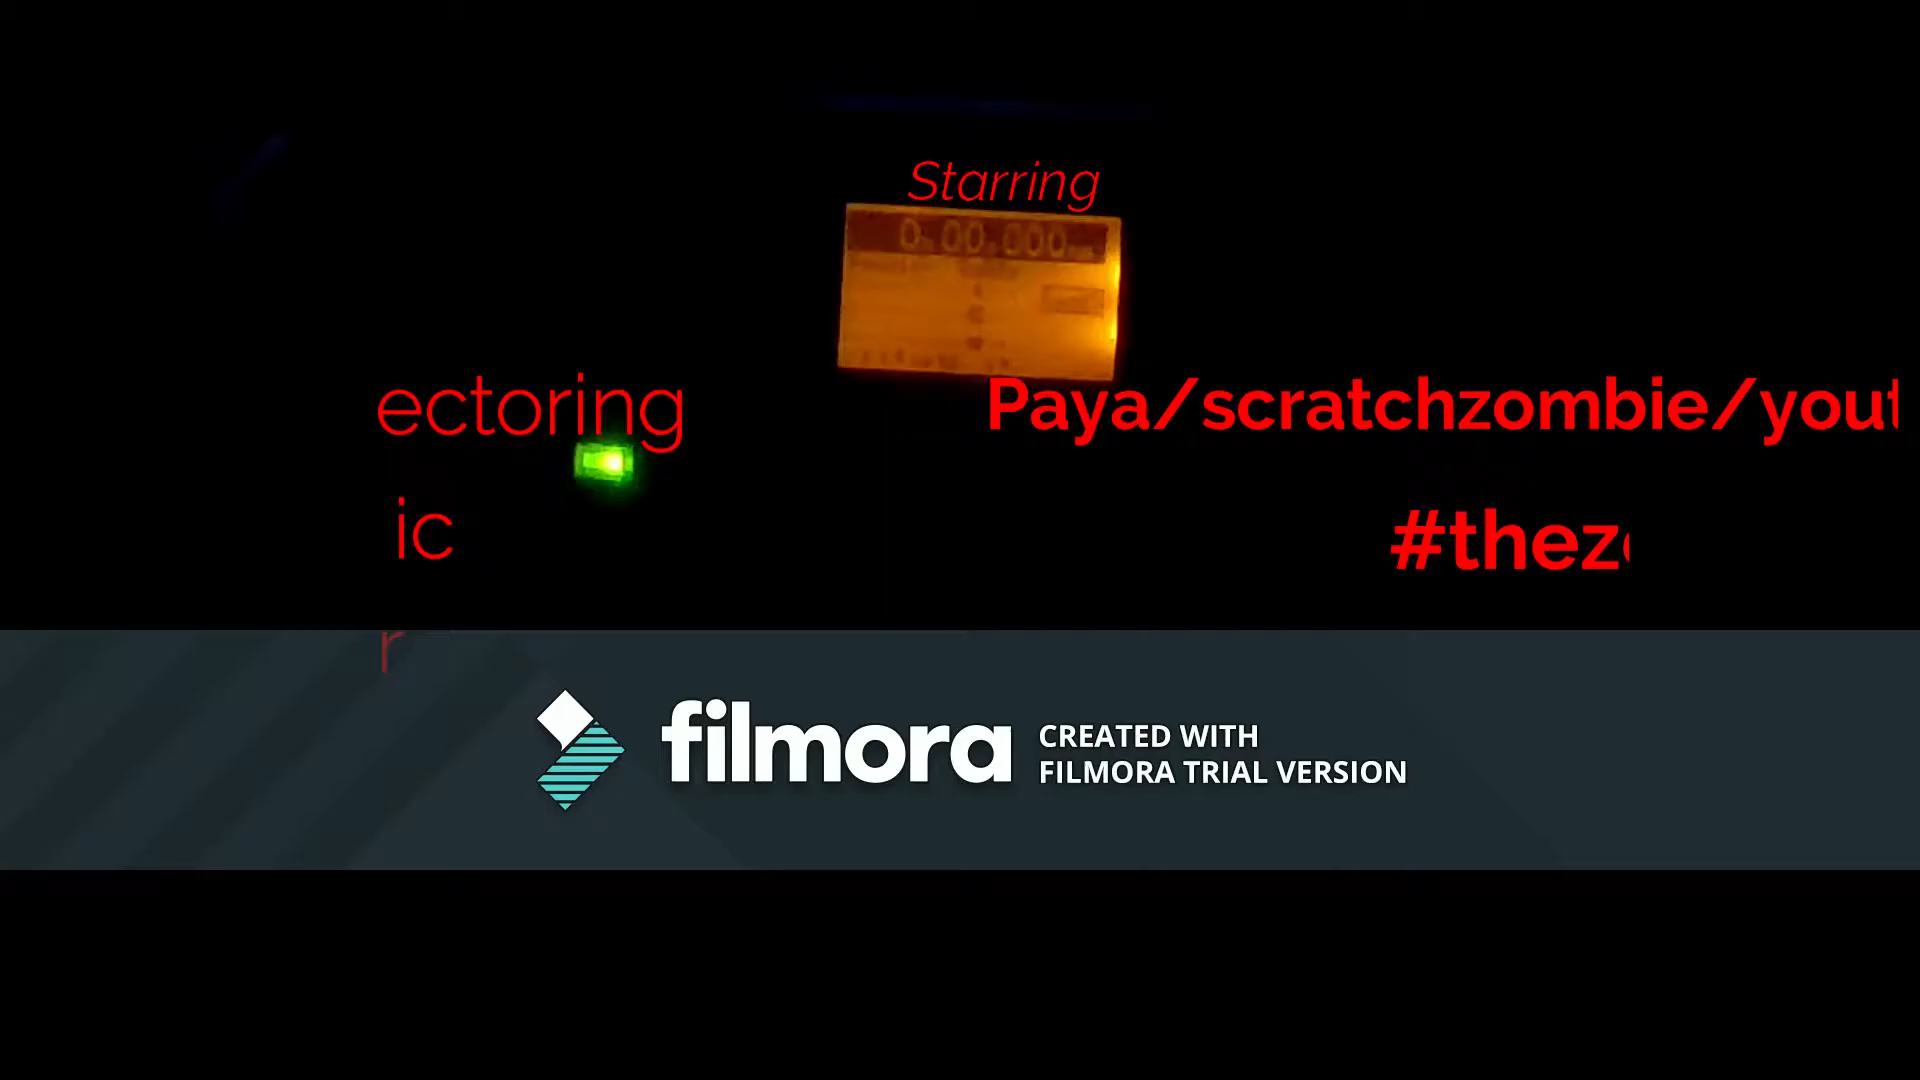 Starring
0 00.000
ectoring
Paya/scratchzombie/yout
ic
#thez
r
filmora
CREATED WITH
FILMORA TRIAL VERSION